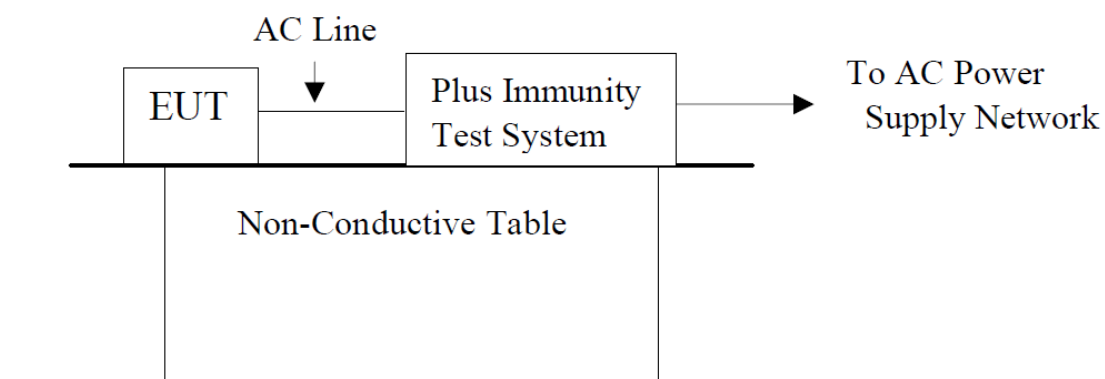 AC Line
EUT
Plus Immunity
Test System
To AC Power
Supply Network
Non-Conductive Table